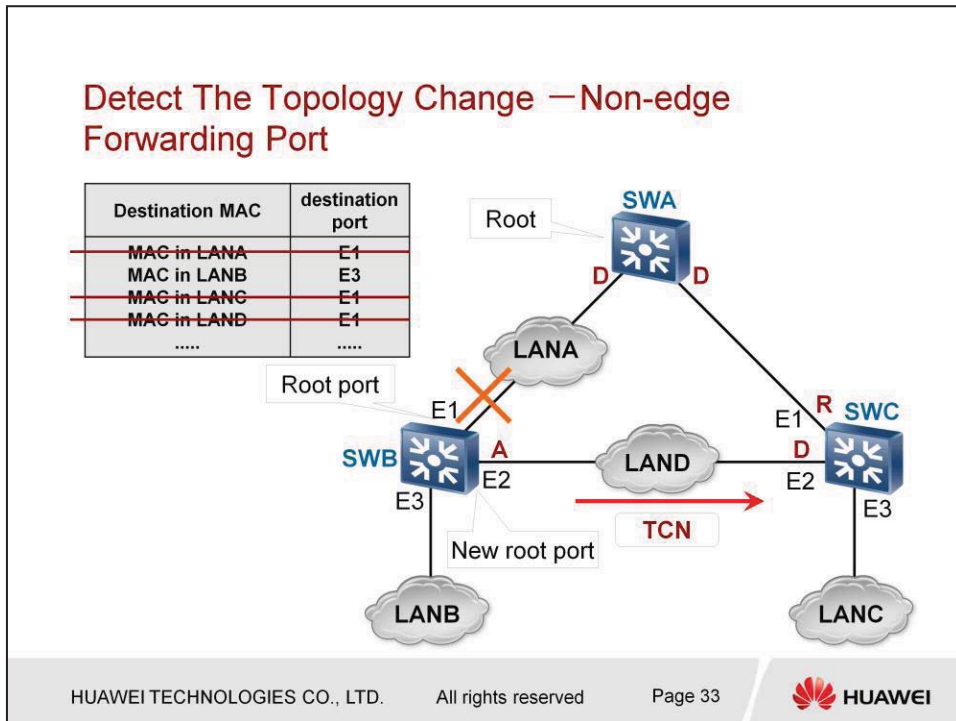 Detect The Topology Change －Non-edge
Forwarding Port
Destination MAC destination port
MAC in LANA E1
MAC in LANB E3
MAC in LANC E1
MAC in LAND E1
..... .....
Root
SWA
D D
LANA
Root port
E1
SWB
A
E2
E3
LAND
TCN
New root port
E1
R
SWC
D
E2
E3
LANB
LANC
HUAWEI TECHNOLOGIES CO., LTD. All rights reserved Page 33 HUAWEI